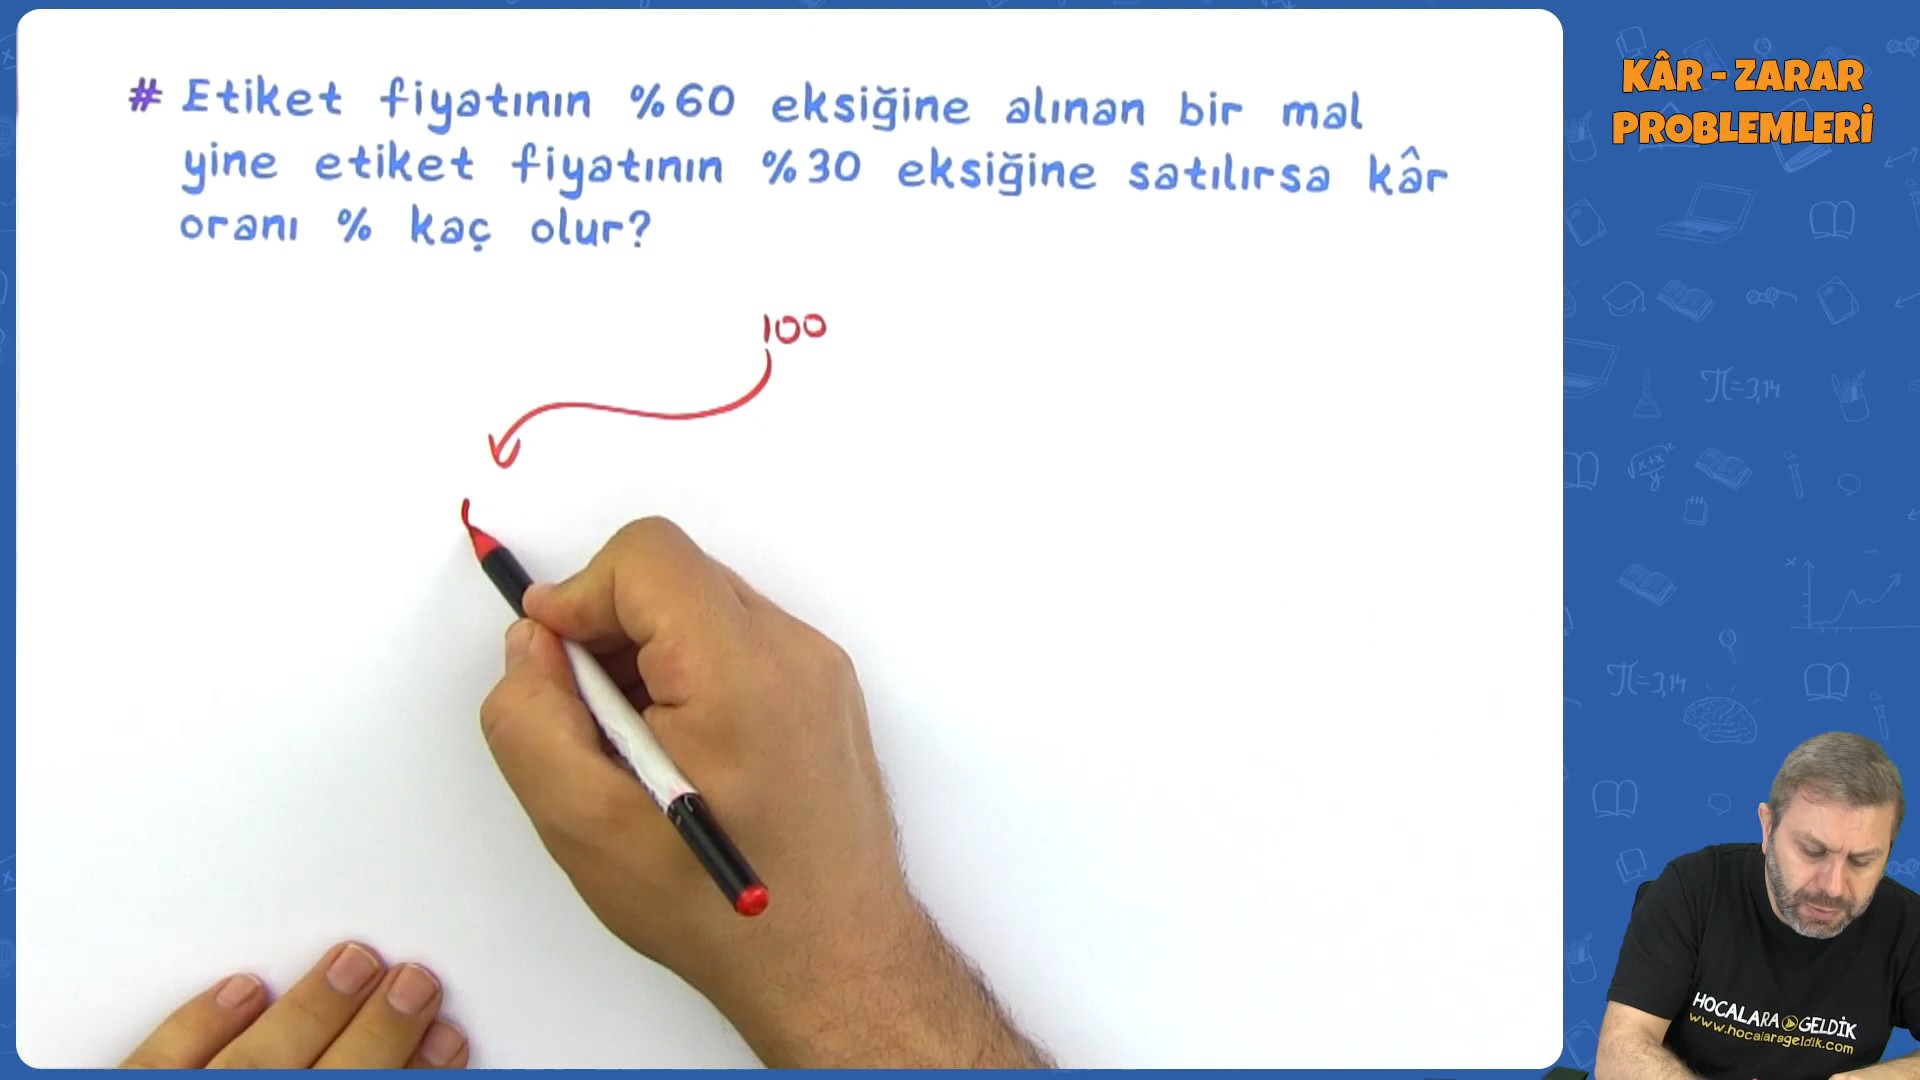 # Etiket fiyatının %60 eksiğine alınan bir mal
yine etiket fiyatının %30 eksiğine satılırsa kâr
oranı % kaç olur?
100
KÂR - ZARAR
PROBLEMLERİ
π=3,14
π=3,14
HOCALARA GELDİK
www.hocalarageldik.com